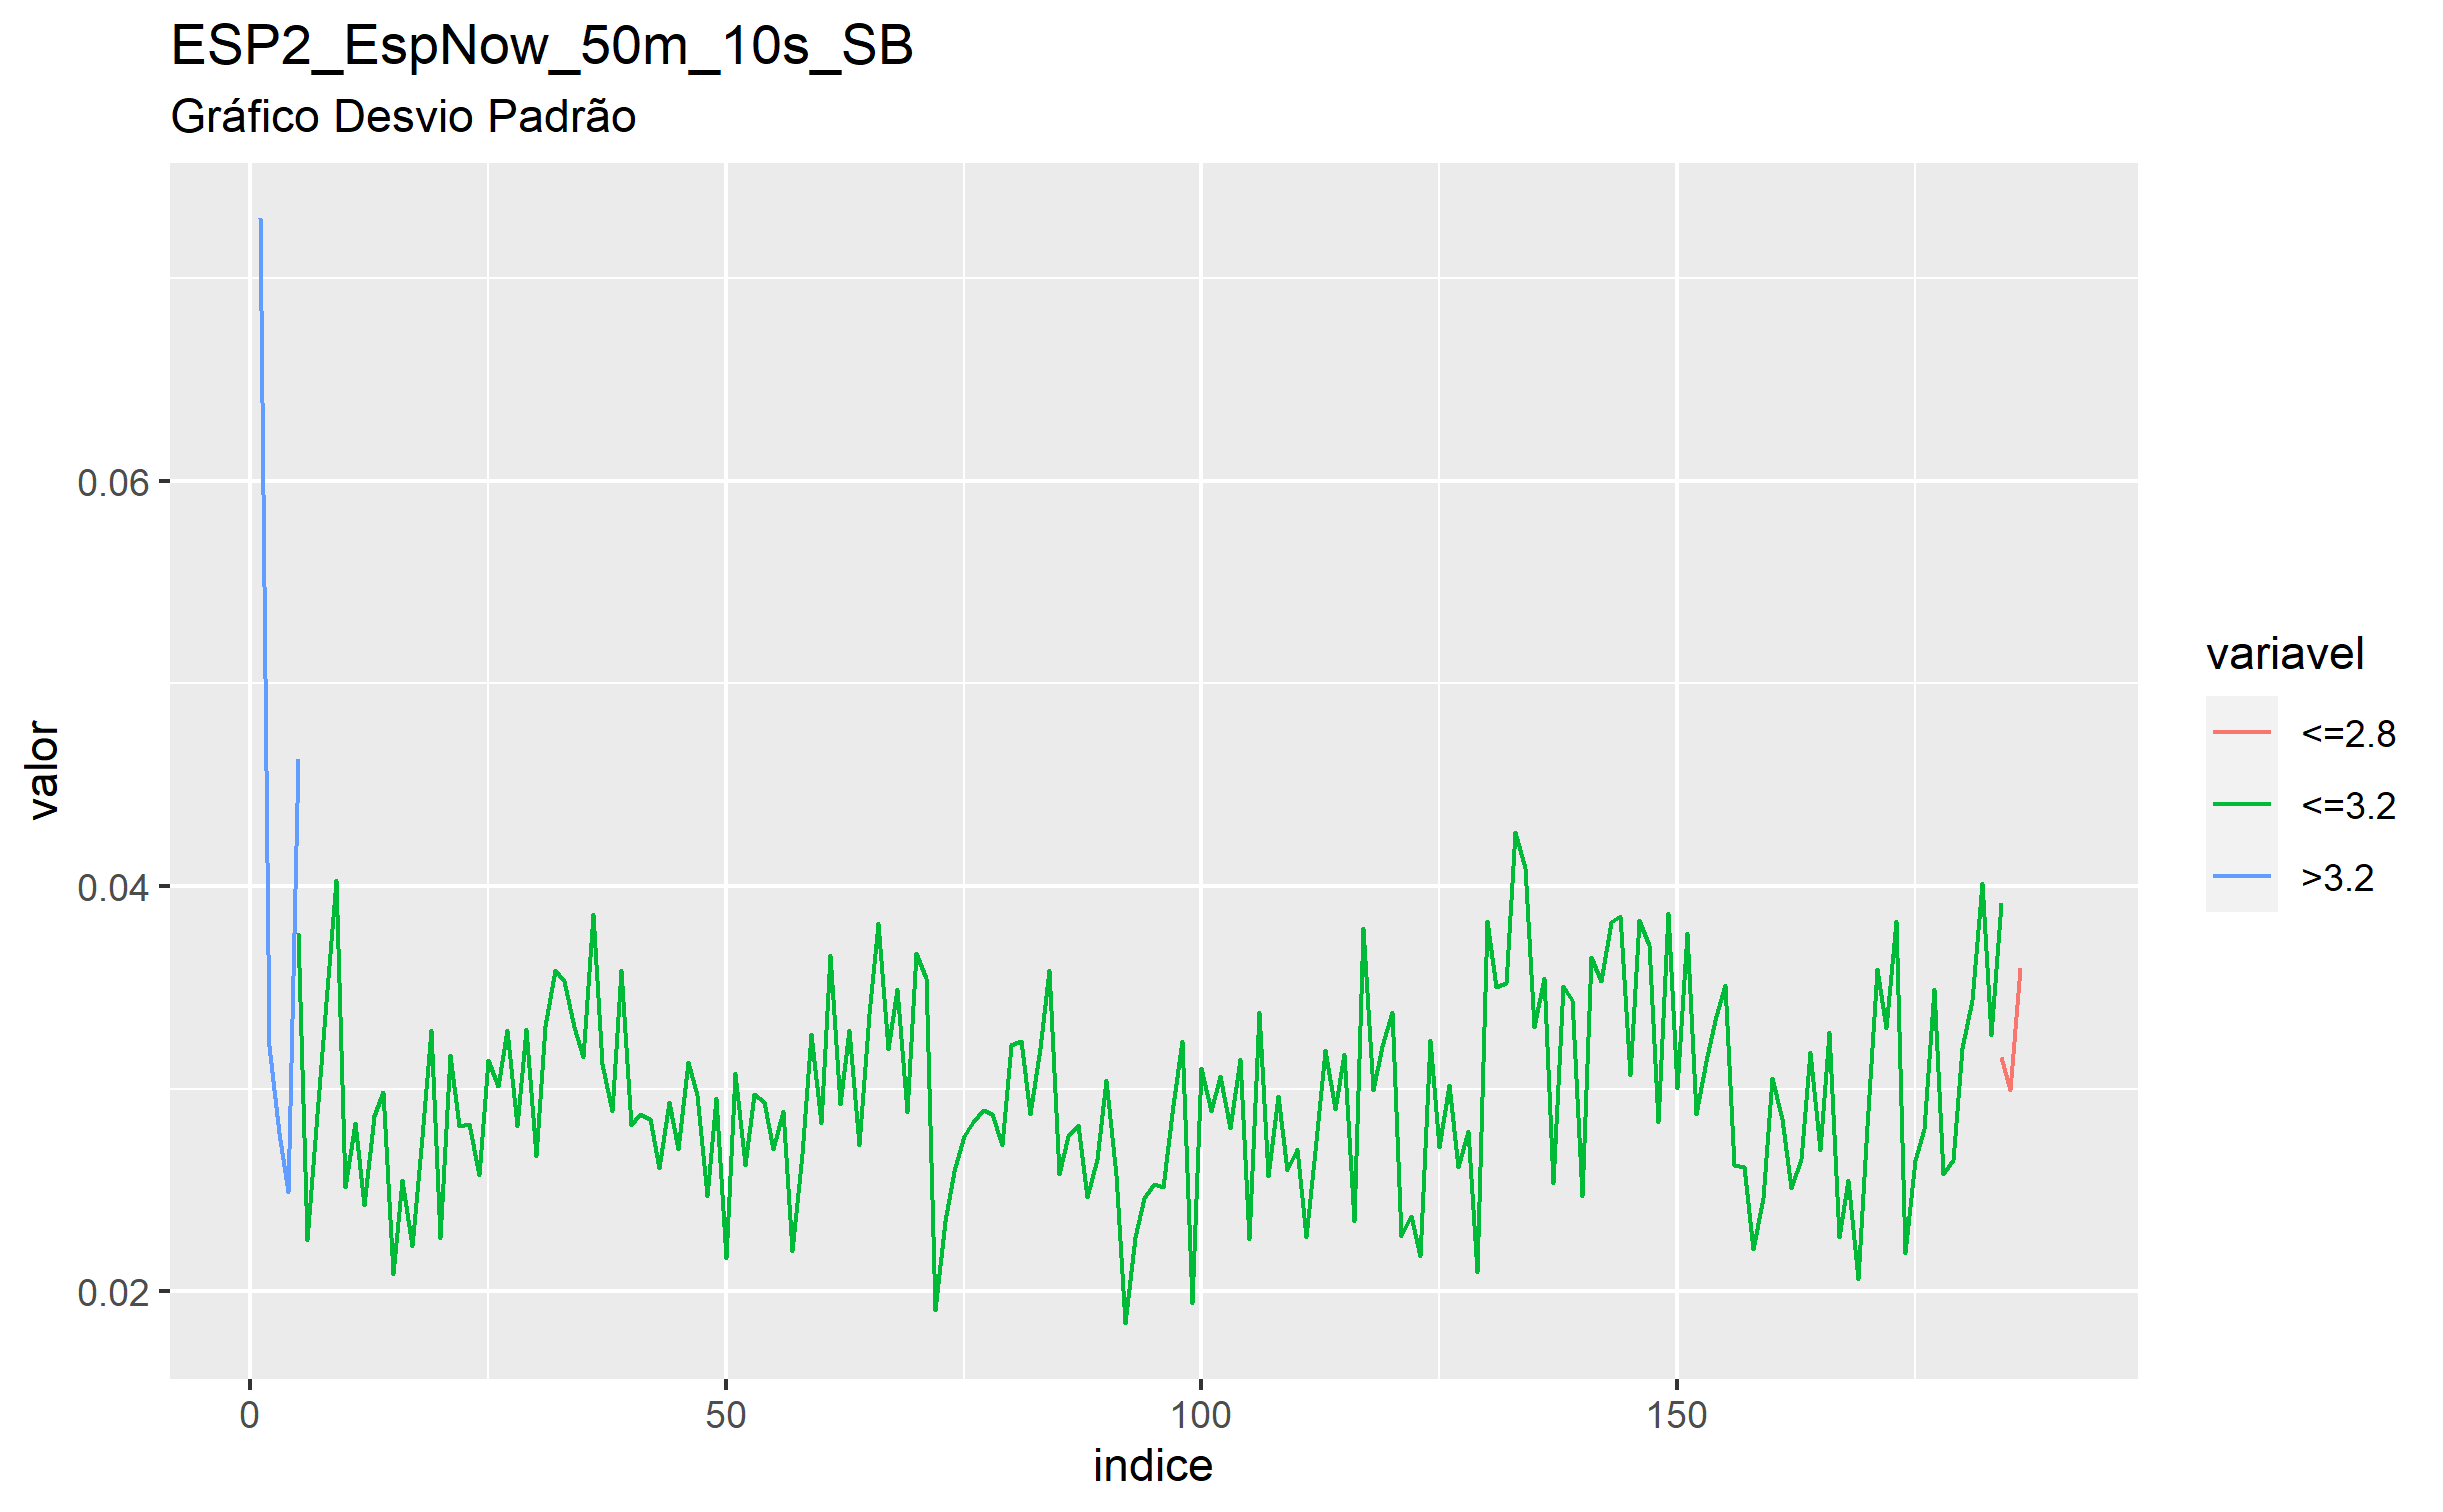 ESP2_EspNow_50m_10s_SB
Gráfico Desvio Padrão
valor
0.06
0.04
0.02
0 50 100 150
indice
variavel
<=2.8
<=3.2
>3.2